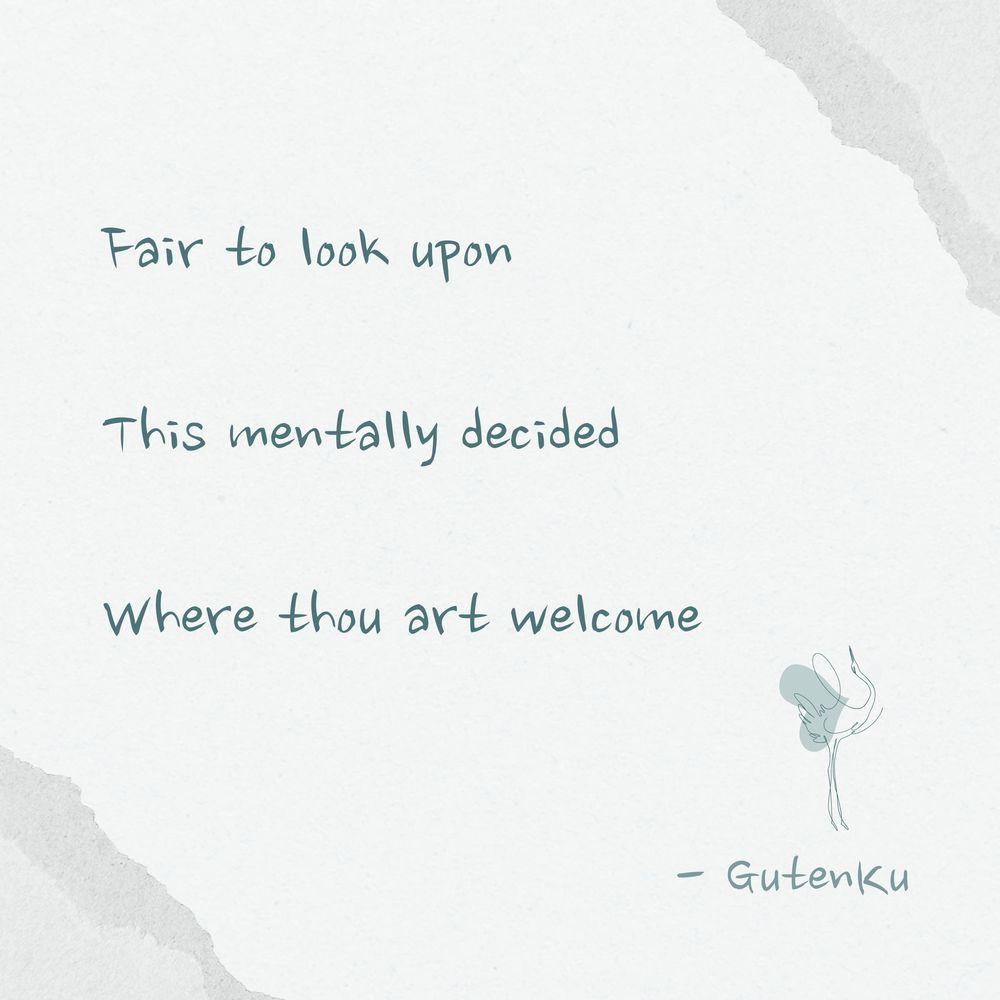 Fair to look upon
This mentally decided
Where thou art welcome
- GutenKu